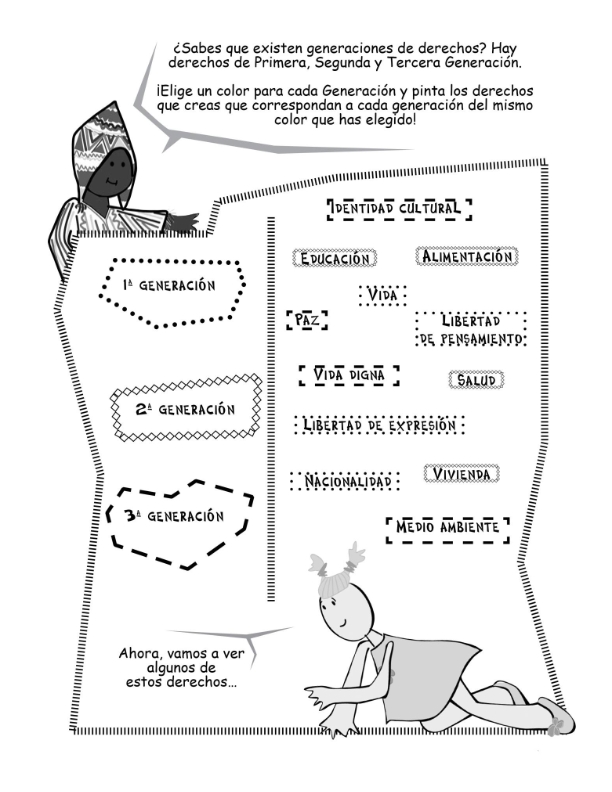 ¿Sabes que existen generaciones de derechos? Hay
derechos de Primera, Segunda y Tercera Generación.
¡Elige un color para cada Generación y pinta los derechos
que creas que correspondan a cada generación del mismo
color que has elegido!
Identidad cultural
Educación
Alimentación
1ª generación
Vida
Paz
Libertad
de pensamiento
Vida digna
Salud
2ª generación
Libertad de expresión
Nacionalidad
Vivienda
3ª generación
Medio ambiente
Ahora, vamos a ver
algunos de
estos derechos...